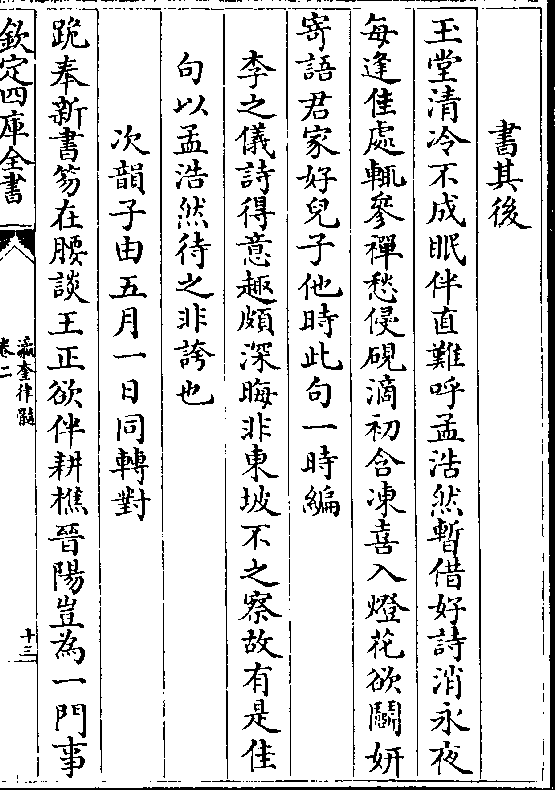 書其後
玉堂清冷不成眠伴直難呼孟浩然暫借好詩消永夜
每逢佳處輒參禪愁侵硯滴初含凍喜入燈花欲鬭妍
寄語君家好兒子他時此句一時編
李之儀詩得意趣頗深晦非東坡不之察故有是佳
句以孟浩然待之非誇也
次韻子由五月一日同轉對
跪奉新書笏在腰談王正欲伴耕樵晉陽豈為一門事
欽定四庫全書
瀛奎律髓
卷二
十三